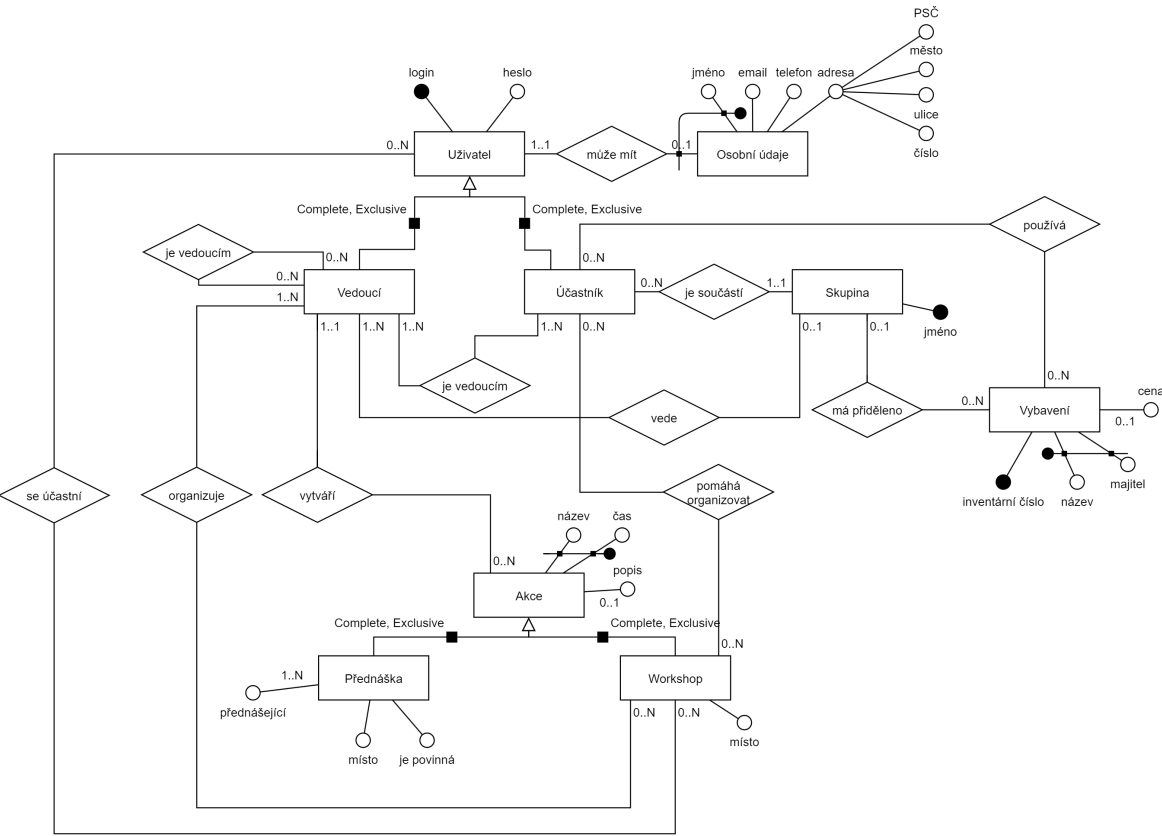 PSČ
město
login
heslo
jméno
email
telefon
adresa
ulice
číslo
0..N
Uživatel
1..1
může mít
0..1
Osobní údaje
Complete, Exclusive
Complete, Exclusive
je vedoucím
0..N
0..N
1..N
Vedoucí
0..N
Účastník
0..N
je součástí
1..1
Skupina
používá
1..1
1..N
1..N
1..N
0..N
0..1
0..1
jméno
je vedoucím
vede
má přiděleno
0..N
0..N
Vybavení
cena
0..1
inventární číslo
název
majitel
se účastní
organizuje
vytváří
pomáhá
organizovat
název
čas
0..N
popis
Akce
0..1
Complete, Exclusive
Complete, Exclusive
0..N
1..N
Přednáška
Workshop
přednášející
0..N
0..N
místo
je povinná
místo